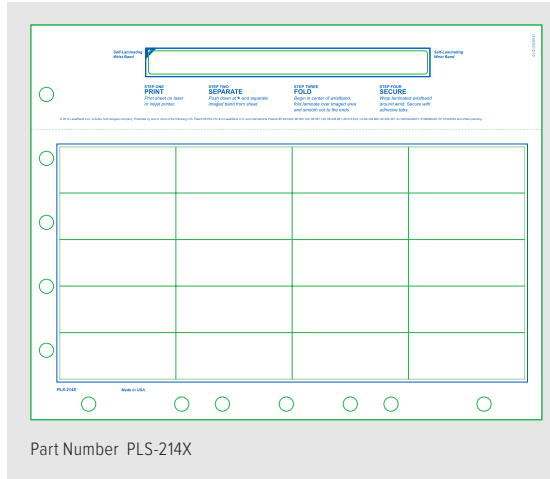 Self-Laminating
Wrist Band
Self-Laminating
Wrist Band
STEP ONE
PRINT
Print sheet on laser
or inkjet printer.
STEP TWO
SEPARATE
Push down at and separate
imaged band from sheet.
STEP THREE
FOLD
Begin in center of wristband,
fold laminate over imaged area
and smooth out to the ends.
STEP FOUR
SECURE
Wrap laminated wristband
around wrist. Secure with
adhesive tabs.
PLS-214X
Made in USA
Part Number PLS-214X